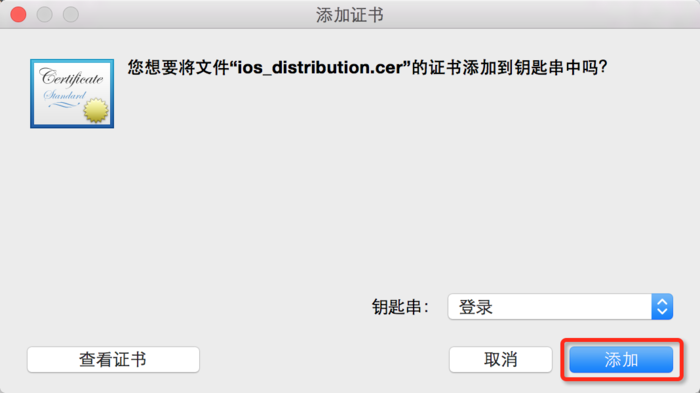 添加证书
Certificate
Standard
您想要将文件“ios_distribution.cer”的证书添加到钥匙串中吗？
钥匙串：
登录
查看证书
取消
添加